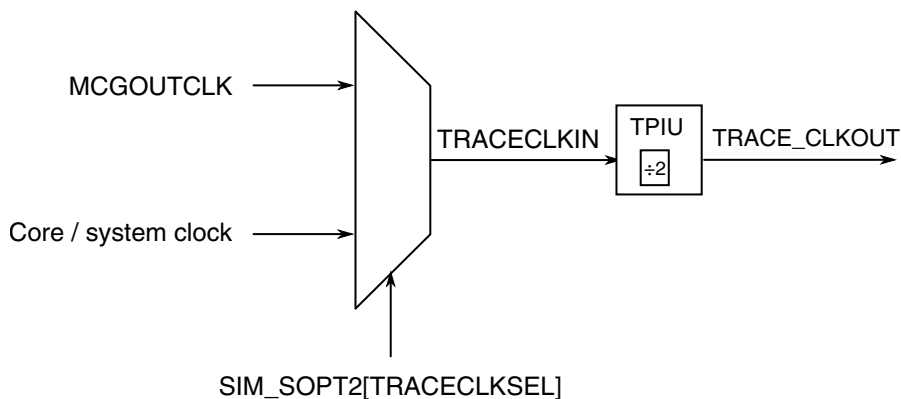 MCGOUTCLK
TRACECLKIN
TPIU
÷2
TRACE_CLKOUT
Core / system clock
SIM_SOPT2[TRACECLKSEL]